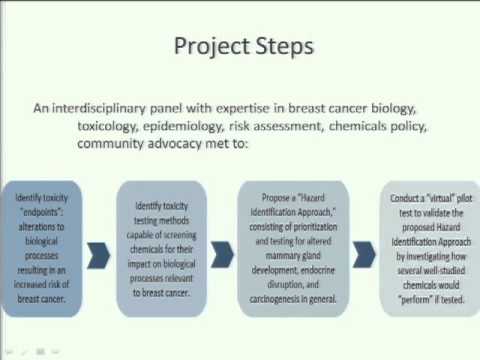 Project Steps
An interdisciplinary panel with expertise in breast cancer biology,
toxicology, epidemiology, risk assessment, chemicals policy,
community advocacy met to:
Identify toxicity
"endpoints":
alterations to
biological
processes
resulting in an
increased risk of
breast cancer.
Identify toxicity
testing methods
capable of screening
chemicals for their
impact on biological
processes relevant
to breast cancer.
Propose a "Hazard
Identification Approach,"
consisting of prioritization
and testing for altered
mammary gland
development, endocrine
disruption, and
carcinogenesis in general.
Conduct a "virtual" pilot
test to validate the
proposed Hazard
Identification Approach
by investigating how
several well-studied
chemicals would
"perform" if tested.